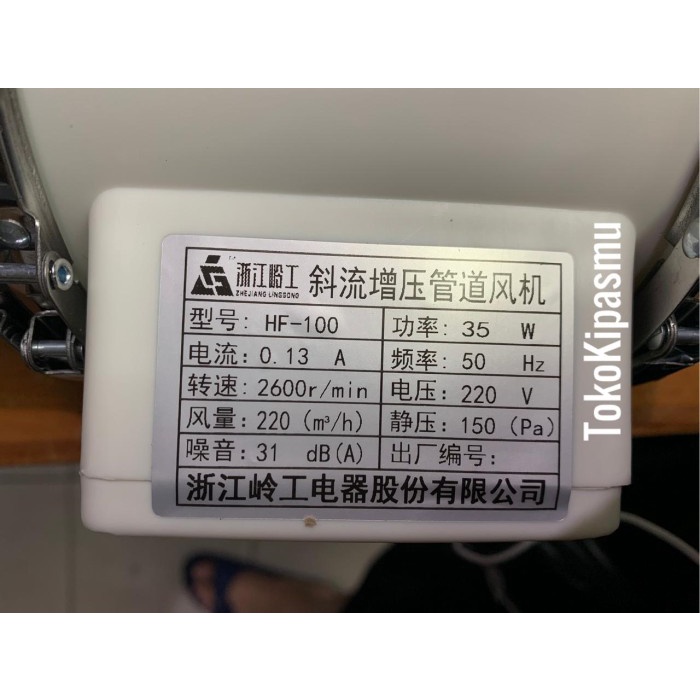 浙江岭工 斜流增压管道风机
ZHEJIANG·LINGGONG
型号: HF-100 功率: 35 W
电流: 0.13 A 频率: 50 Hz
转速: 2600r/min 电压: 220 V
风量: 220 (m³/h) 静压: 150 (Pa)
噪音: 31 dB(A) 出厂编号:
浙江岭工电器股份有限公司
TokoKipasmu